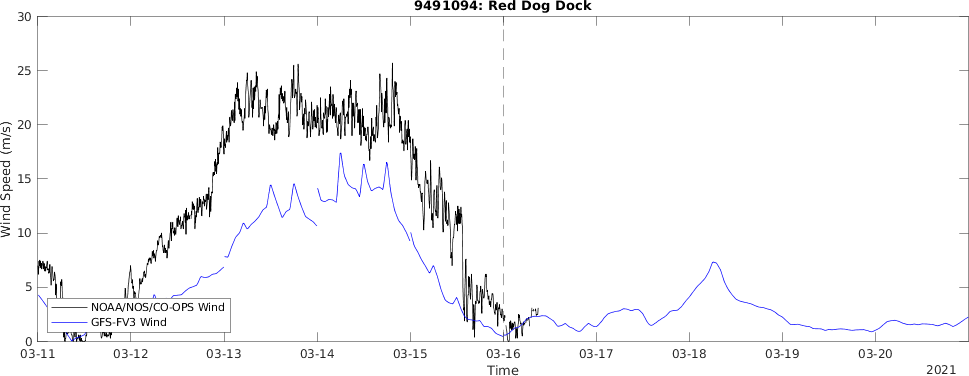 9491094: Red Dog Dock
Wind Speed (m/s)
30
25
20
15
10
5
0
NOAA/NOS/CO-OPS Wind
GFS-FV3 Wind
03-11 03-12 03-13 03-14 03-15 03-16 03-17 03-18 03-19 03-20
Time
2021